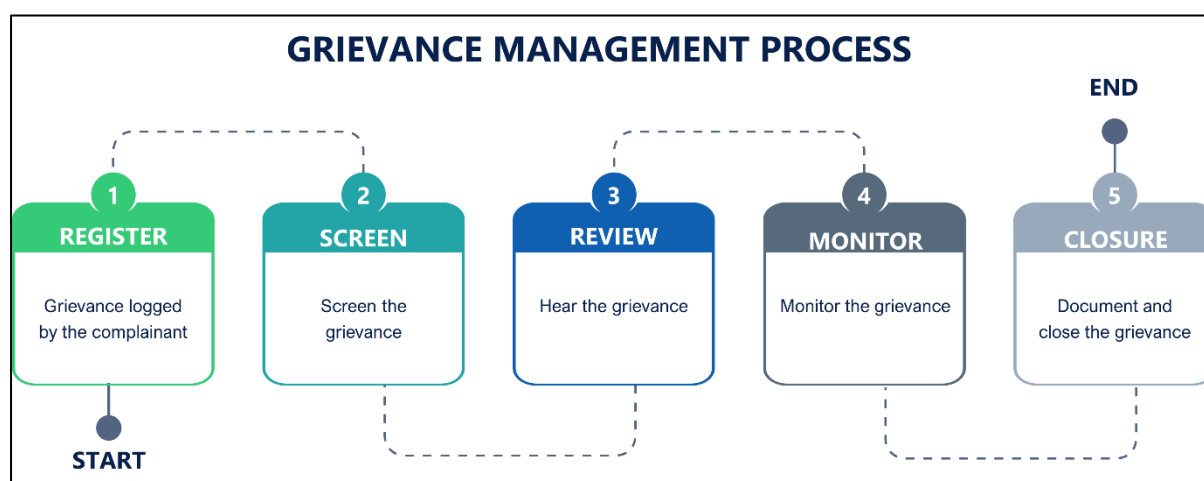 GRIEVANCE MANAGEMENT PROCESS
END
1
REGISTER
Grievance logged
by the complainant
START
2
SCREEN
Screen the
grievance
3
REVIEW
Hear the grievance
4
MONITOR
Monitor the grievance
5
CLOSURE
Document and
close the grievance